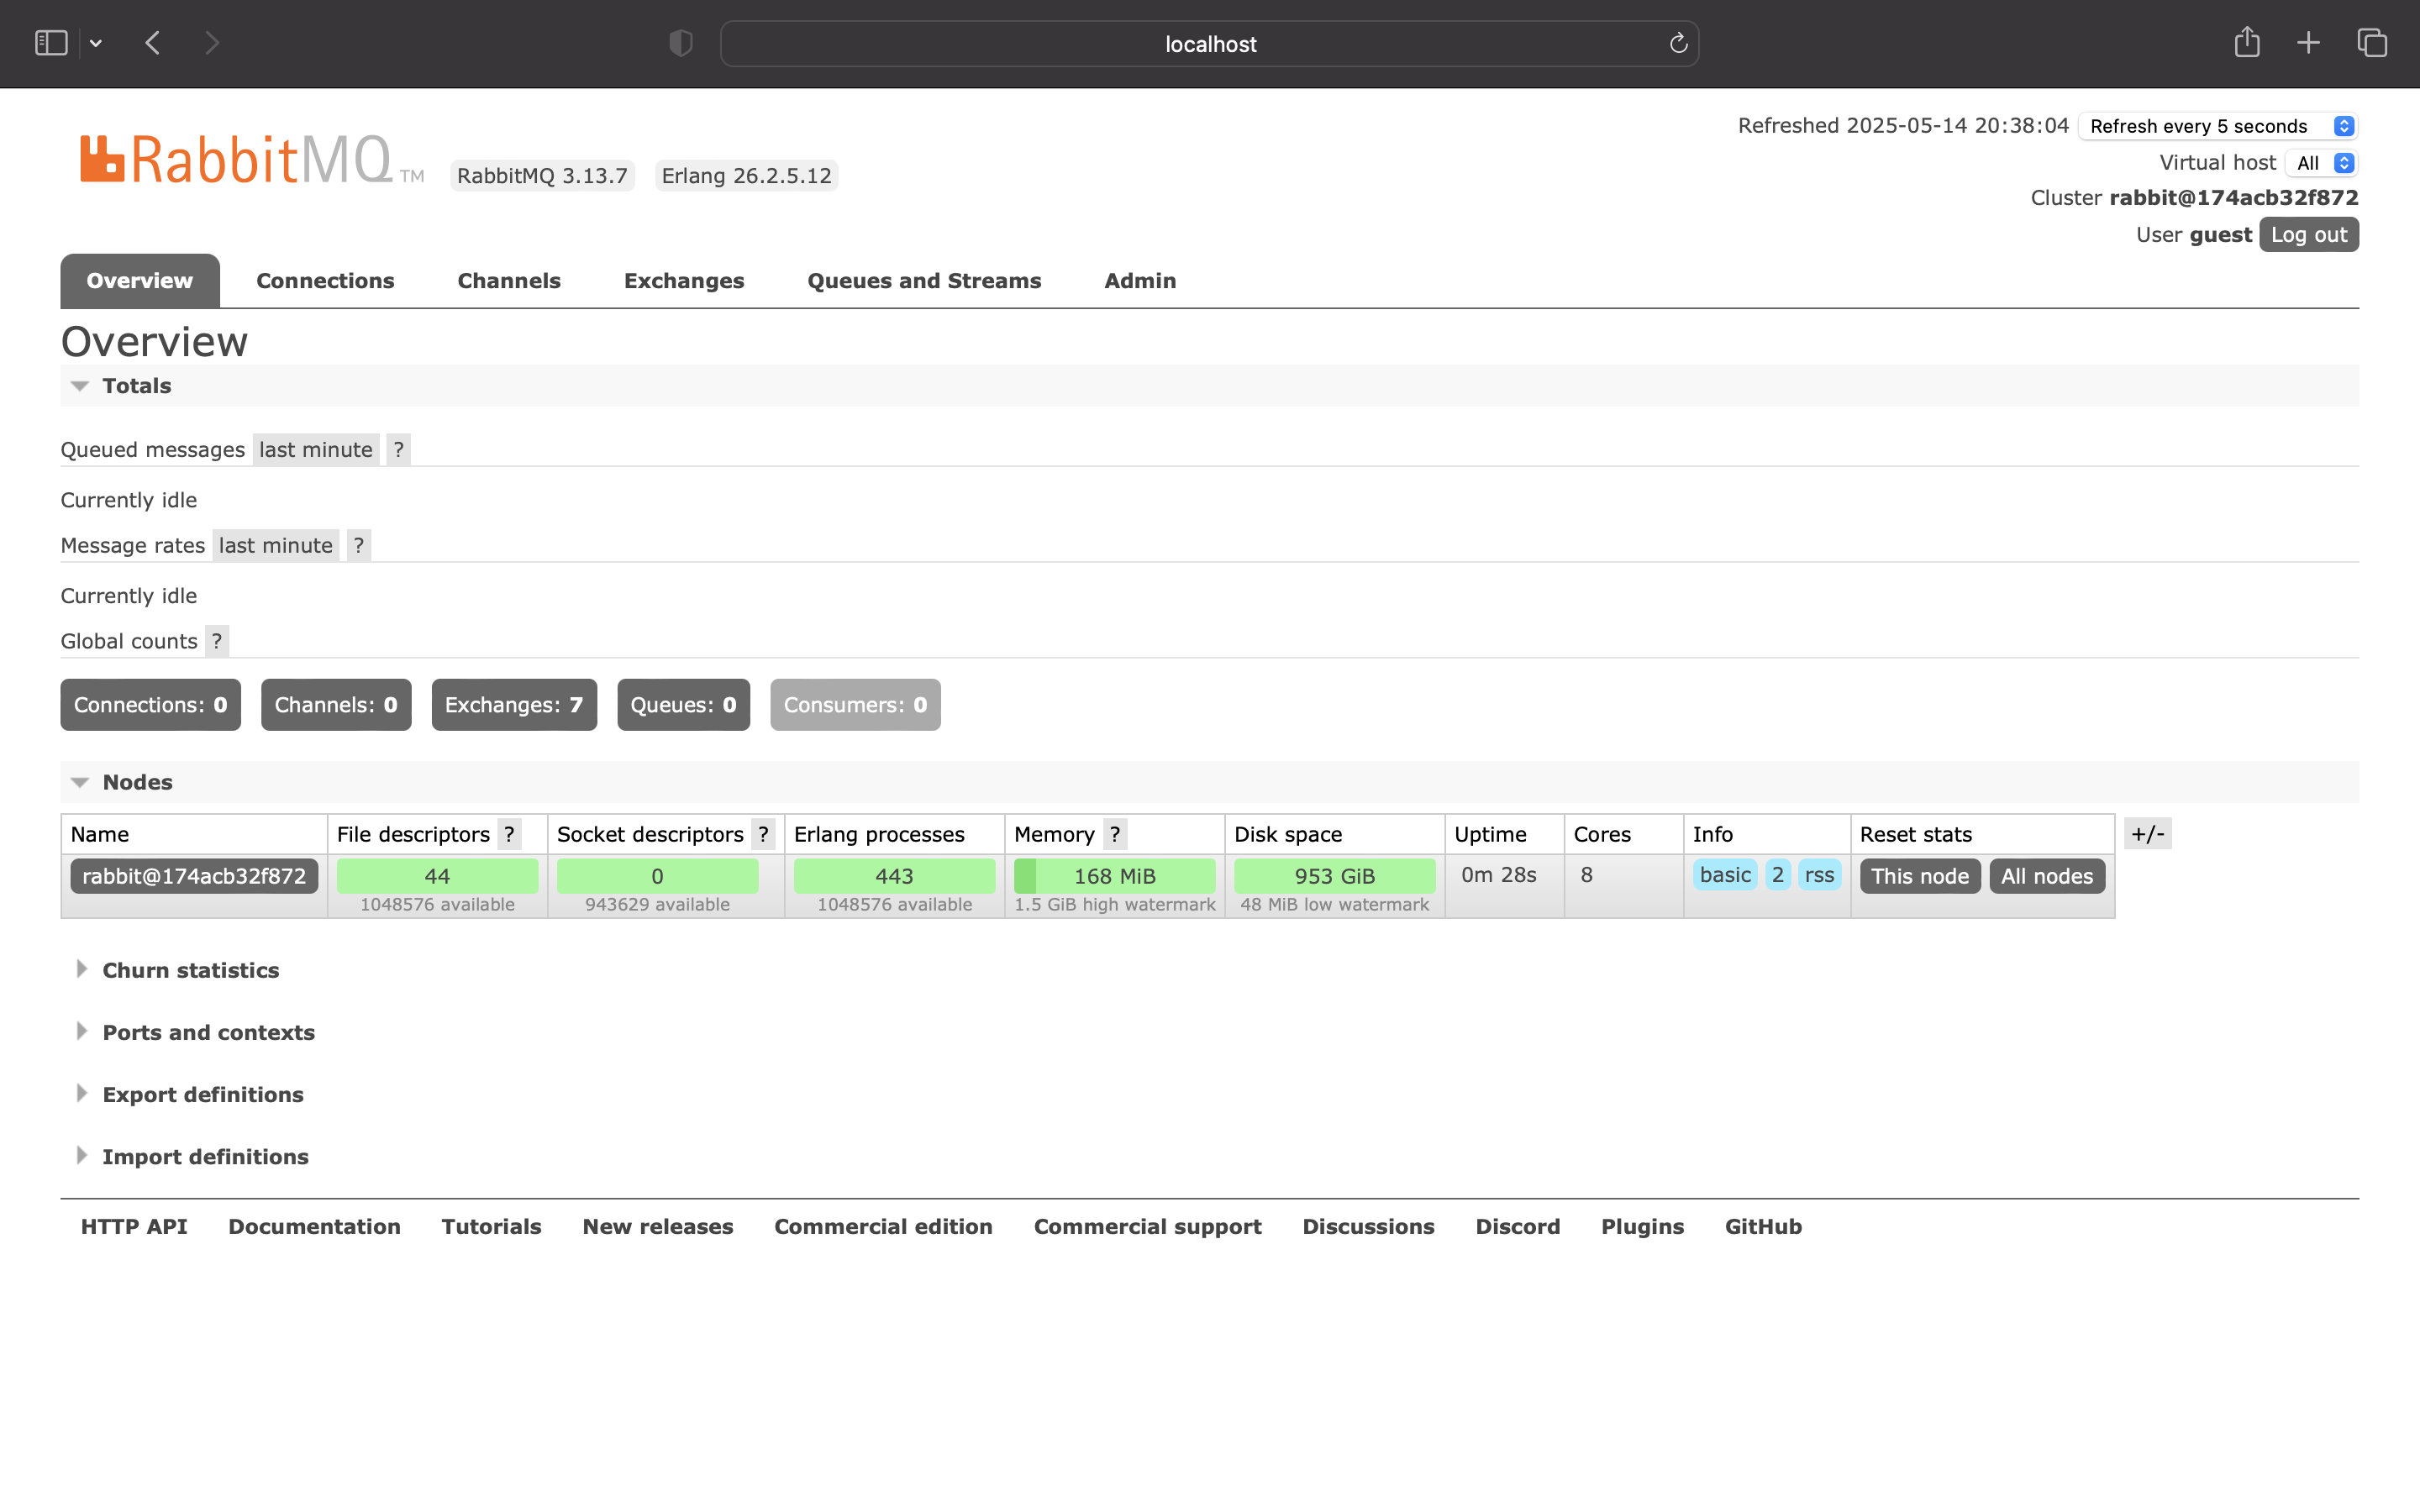 localhost
Refreshed 2025-05-14 20:38:04 Refresh every 5 seconds
Virtual host All
Cluster rabbit@174acb32f872
User guest Log out
RabbitMQ TM RabbitMQ 3.13.7 Erlang 26.2.5.12
Overview Connections Channels Exchanges Queues and Streams Admin
Overview
Totals
Queued messages last minute ?
Currently idle
Message rates last minute ?
Currently idle
Global counts ?
Connections: 0 Channels: 0 Exchanges: 7 Queues: 0 Consumers: 0
Nodes
Name File descriptors ? Socket descriptors ? Erlang processes Memory ? Disk space Uptime Cores Info Reset stats +/-
rabbit@174acb32f872 44 0 443 168 MiB 953 GiB 0m 28s 8 basic 2 rss This node All nodes
1048576 available 943629 available 1048576 available 1.5 GiB high watermark 48 MiB low watermark
Churn statistics
Ports and contexts
Export definitions
Import definitions
HTTP API Documentation Tutorials New releases Commercial edition Commercial support Discussions Discord Plugins GitHub